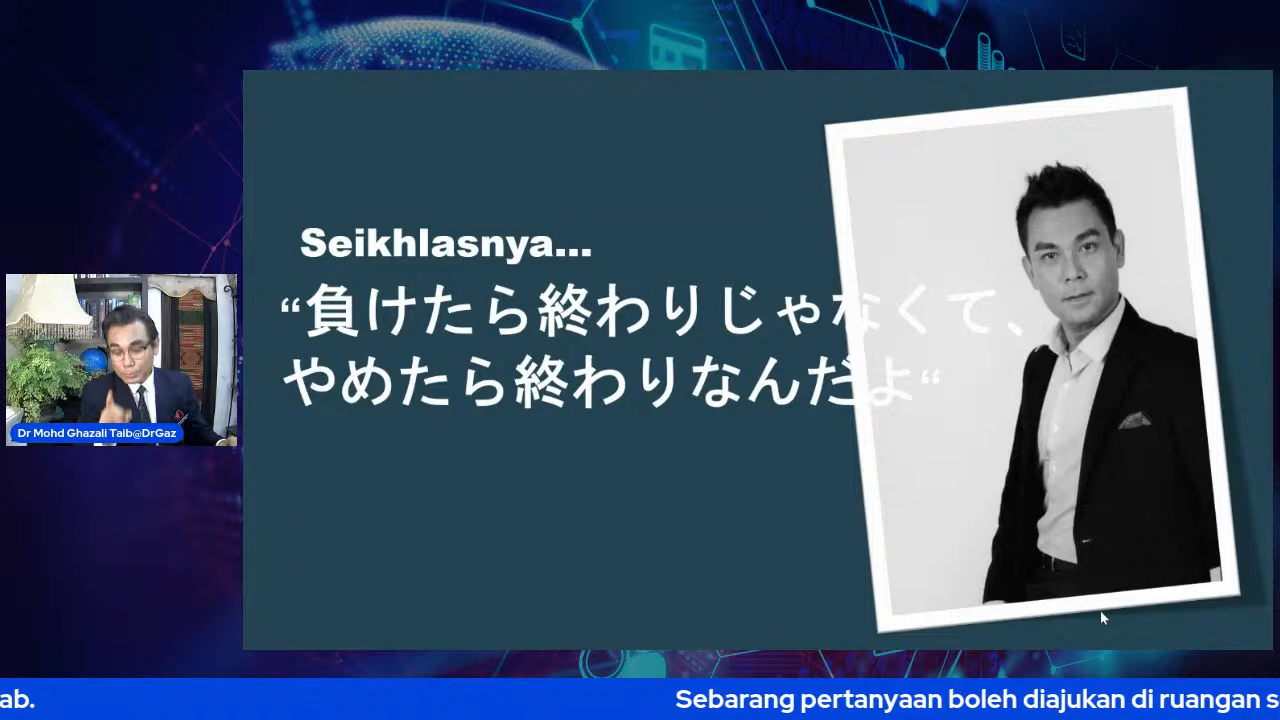 Seikhlasnya...
“負けたら終わりじゃなくて、
やめたら終わりなんだよ“
Dr Mohd Ghazali Taib@DrGaz
ab.
Sebarang pertanyaan boleh diajukan di ruangan s